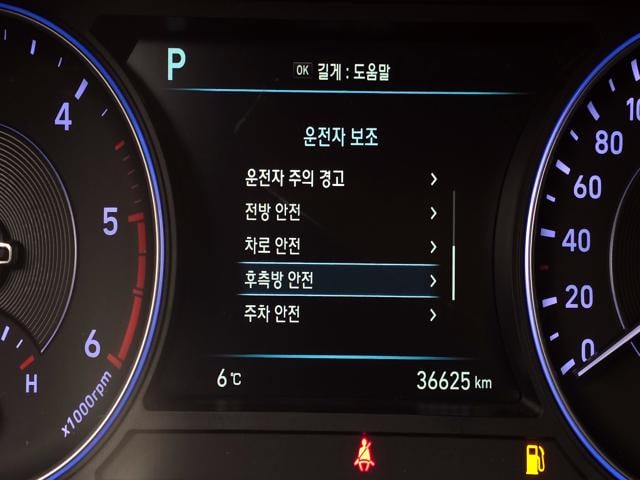 P
OK 길게 : 도움말
운전자 보조
운전자 주의 경고 >
전방 안전 >
차로 안전 >
후측방 안전 >
주차 안전 >
6 ℃ 36625 km
4
5
6
H
x1000rpm
80
60
40
20
0